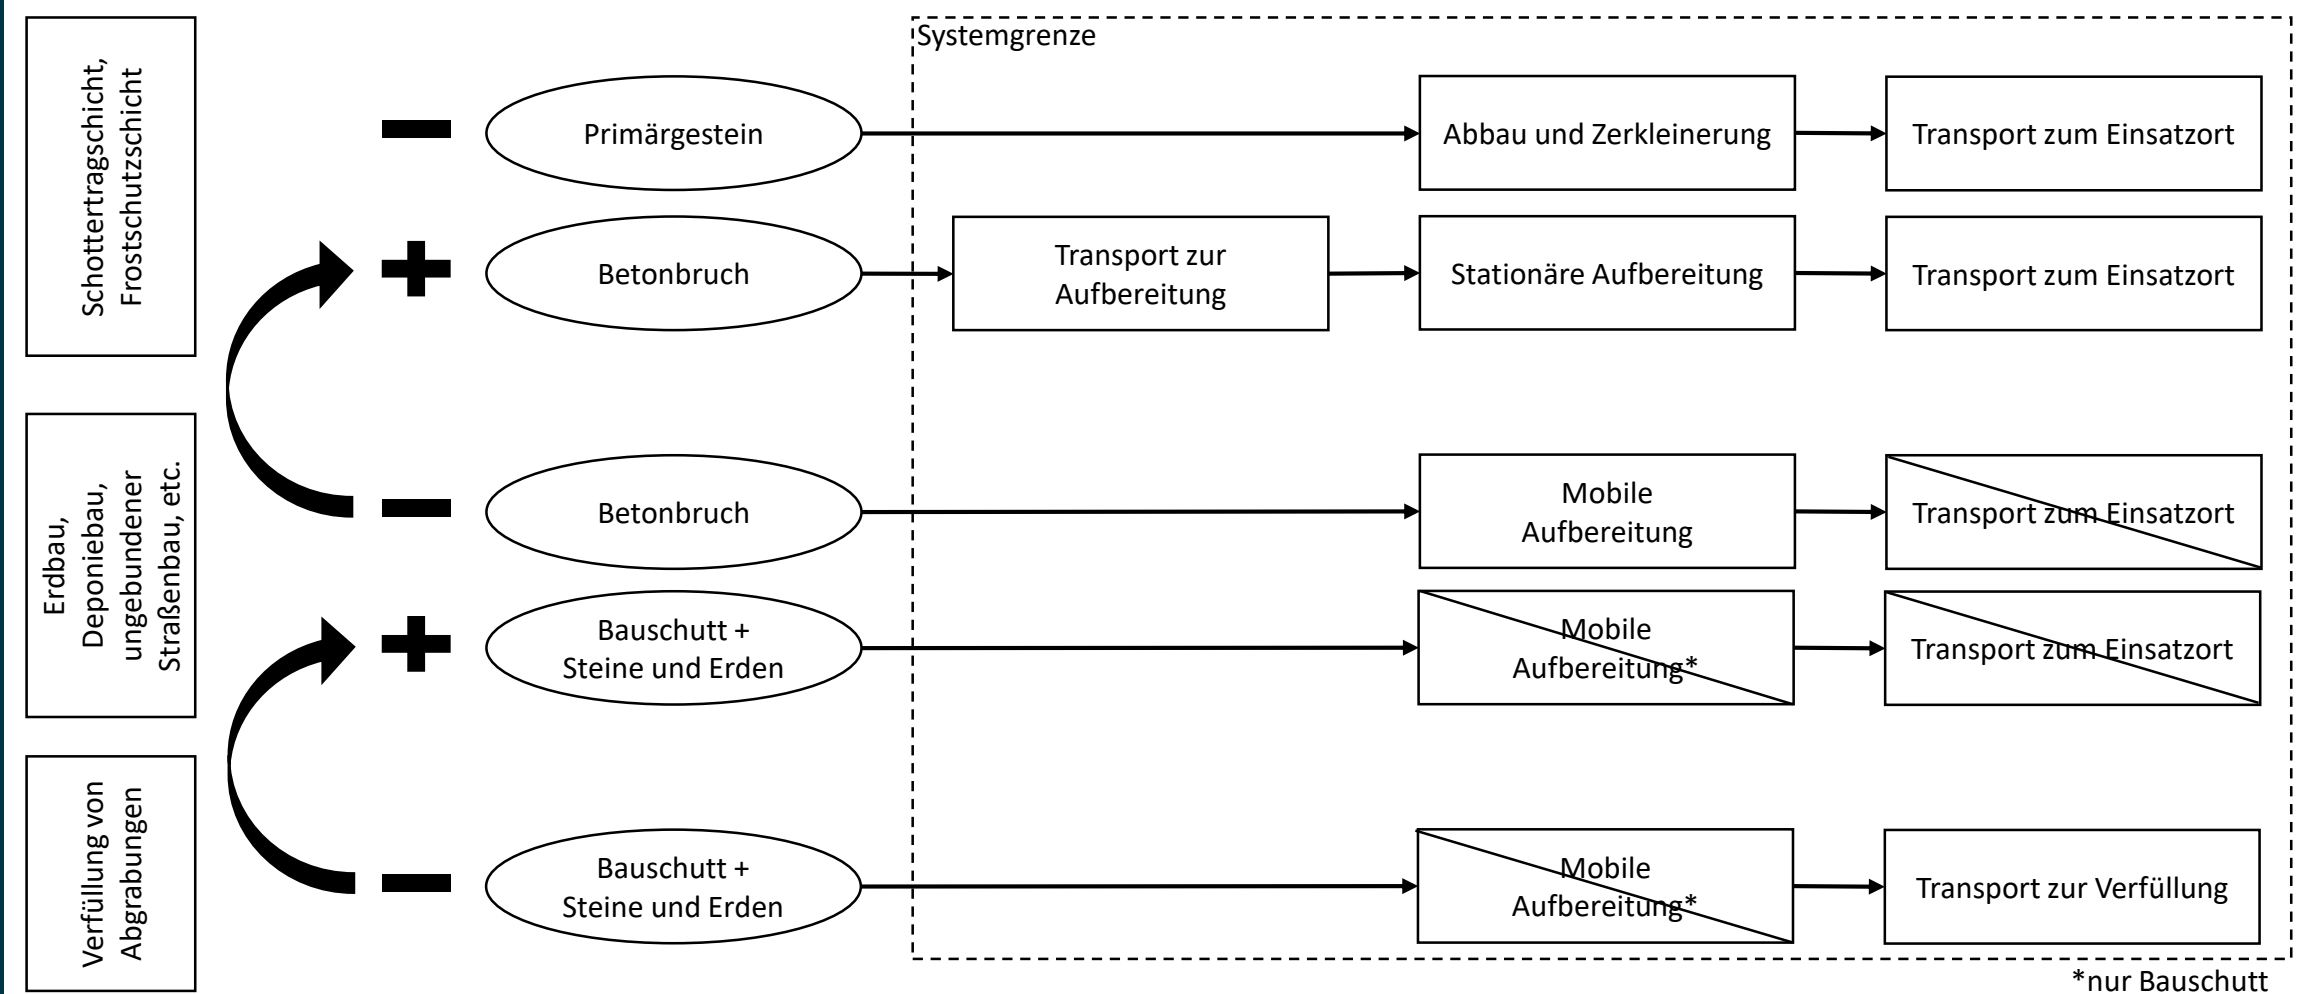 Systemgrenze
Schottertragschicht,
Frostschutzschicht
Primärgestein
Abbau und Zerkleinerung
Transport zum Einsatzort
Betonbruch
Transport zur
Aufbereitung
Stationäre Aufbereitung
Transport zum Einsatzort
Erdbau,
Deponiebau,
ungebundener
Straßenbau, etc.
Betonbruch
Mobile
Aufbereitung
Transport zum Einsatzort
Bauschutt +
Steine und Erden
Mobile
Aufbereitung*
Transport zum Einsatzort
Verfüllung von
Abgrabungen
Bauschutt +
Steine und Erden
Mobile
Aufbereitung*
Transport zur Verfüllung
*nur Bauschutt